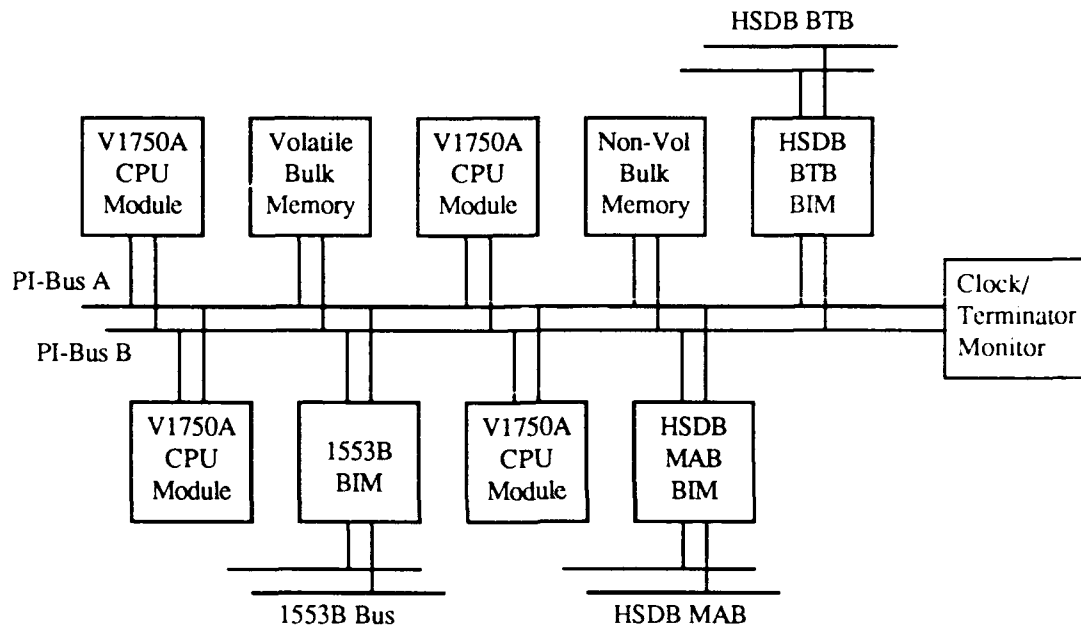 HSDB BTB
V1750A
CPU
Module
Volatile
Bulk
Memory
V1750A
CPU
Module
Non-Vol
Bulk
Memory
HSDB
BTB
BIM
PI-Bus A
Clock/
Terminator
Monitor
PI-Bus B
V1750A
CPU
Module
1553B
BIM
V1750A
CPU
Module
HSDB
MAB
BIM
1553B Bus
HSDB MAB